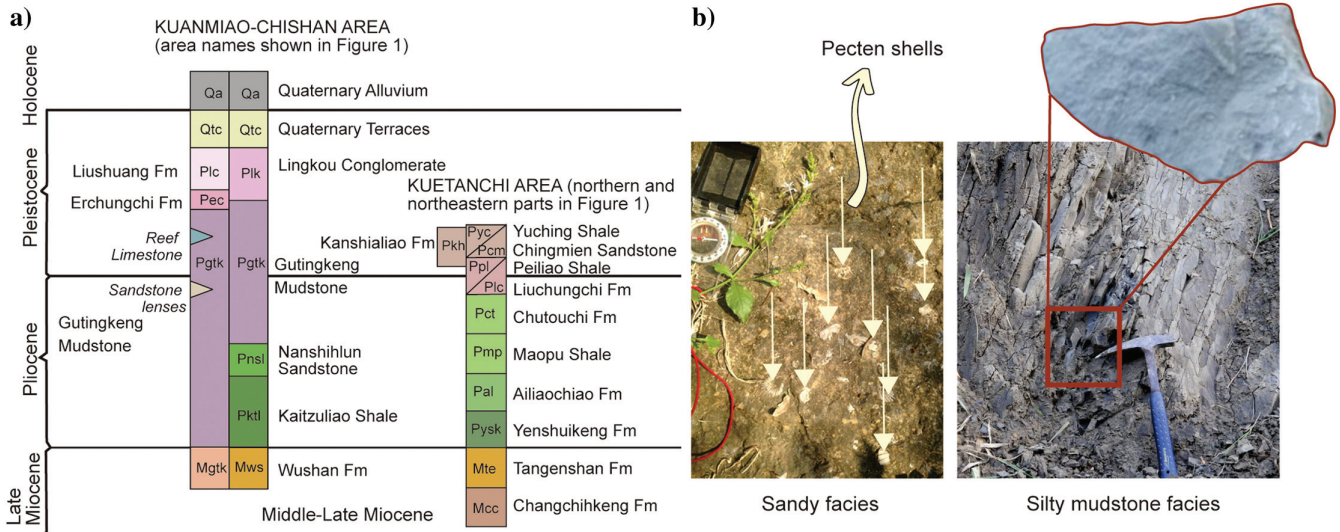 a)
KUANMIAO-CHISHAN AREA
(area names shown in Figure 1)
Holocene
Pleistocene
Pliocene
Late
Miocene
Qa
Qa
Quaternary Alluvium
Qtc
Qtc
Quaternary Terraces
Liushuang Fm
Plc
Plk
Lingkou Conglomerate
Erchungchi Fm
Pec
Reef
Limestone
Pgtk
Pgtk
Gutingkeng
Mudstone
Sandstone
lenses
Gutingkeng
Mudstone
Pnsl
Nanshihlun
Sandstone
Pktl
Kaitzuliao Shale
Mgtk
Mws
Wushan Fm
Middle-Late Miocene
KUETANCHI AREA (northern and
northeastern parts in Figure 1)
Kanshialiao Fm
Pkh
Pyc
Yuching Shale
Pcm
Chingmien Sandstone
Ppl
Peiliao Shale
Plc
Liuchungchi Fm
Pct
Chutouchi Fm
Pmp
Maopu Shale
Pal
Ailiaochiao Fm
Pysk
Yenshuikeng Fm
Mte
Tangenshan Fm
Mcc
Changchihkeng Fm
b)
Pecten shells
Sandy facies
Silty mudstone facies